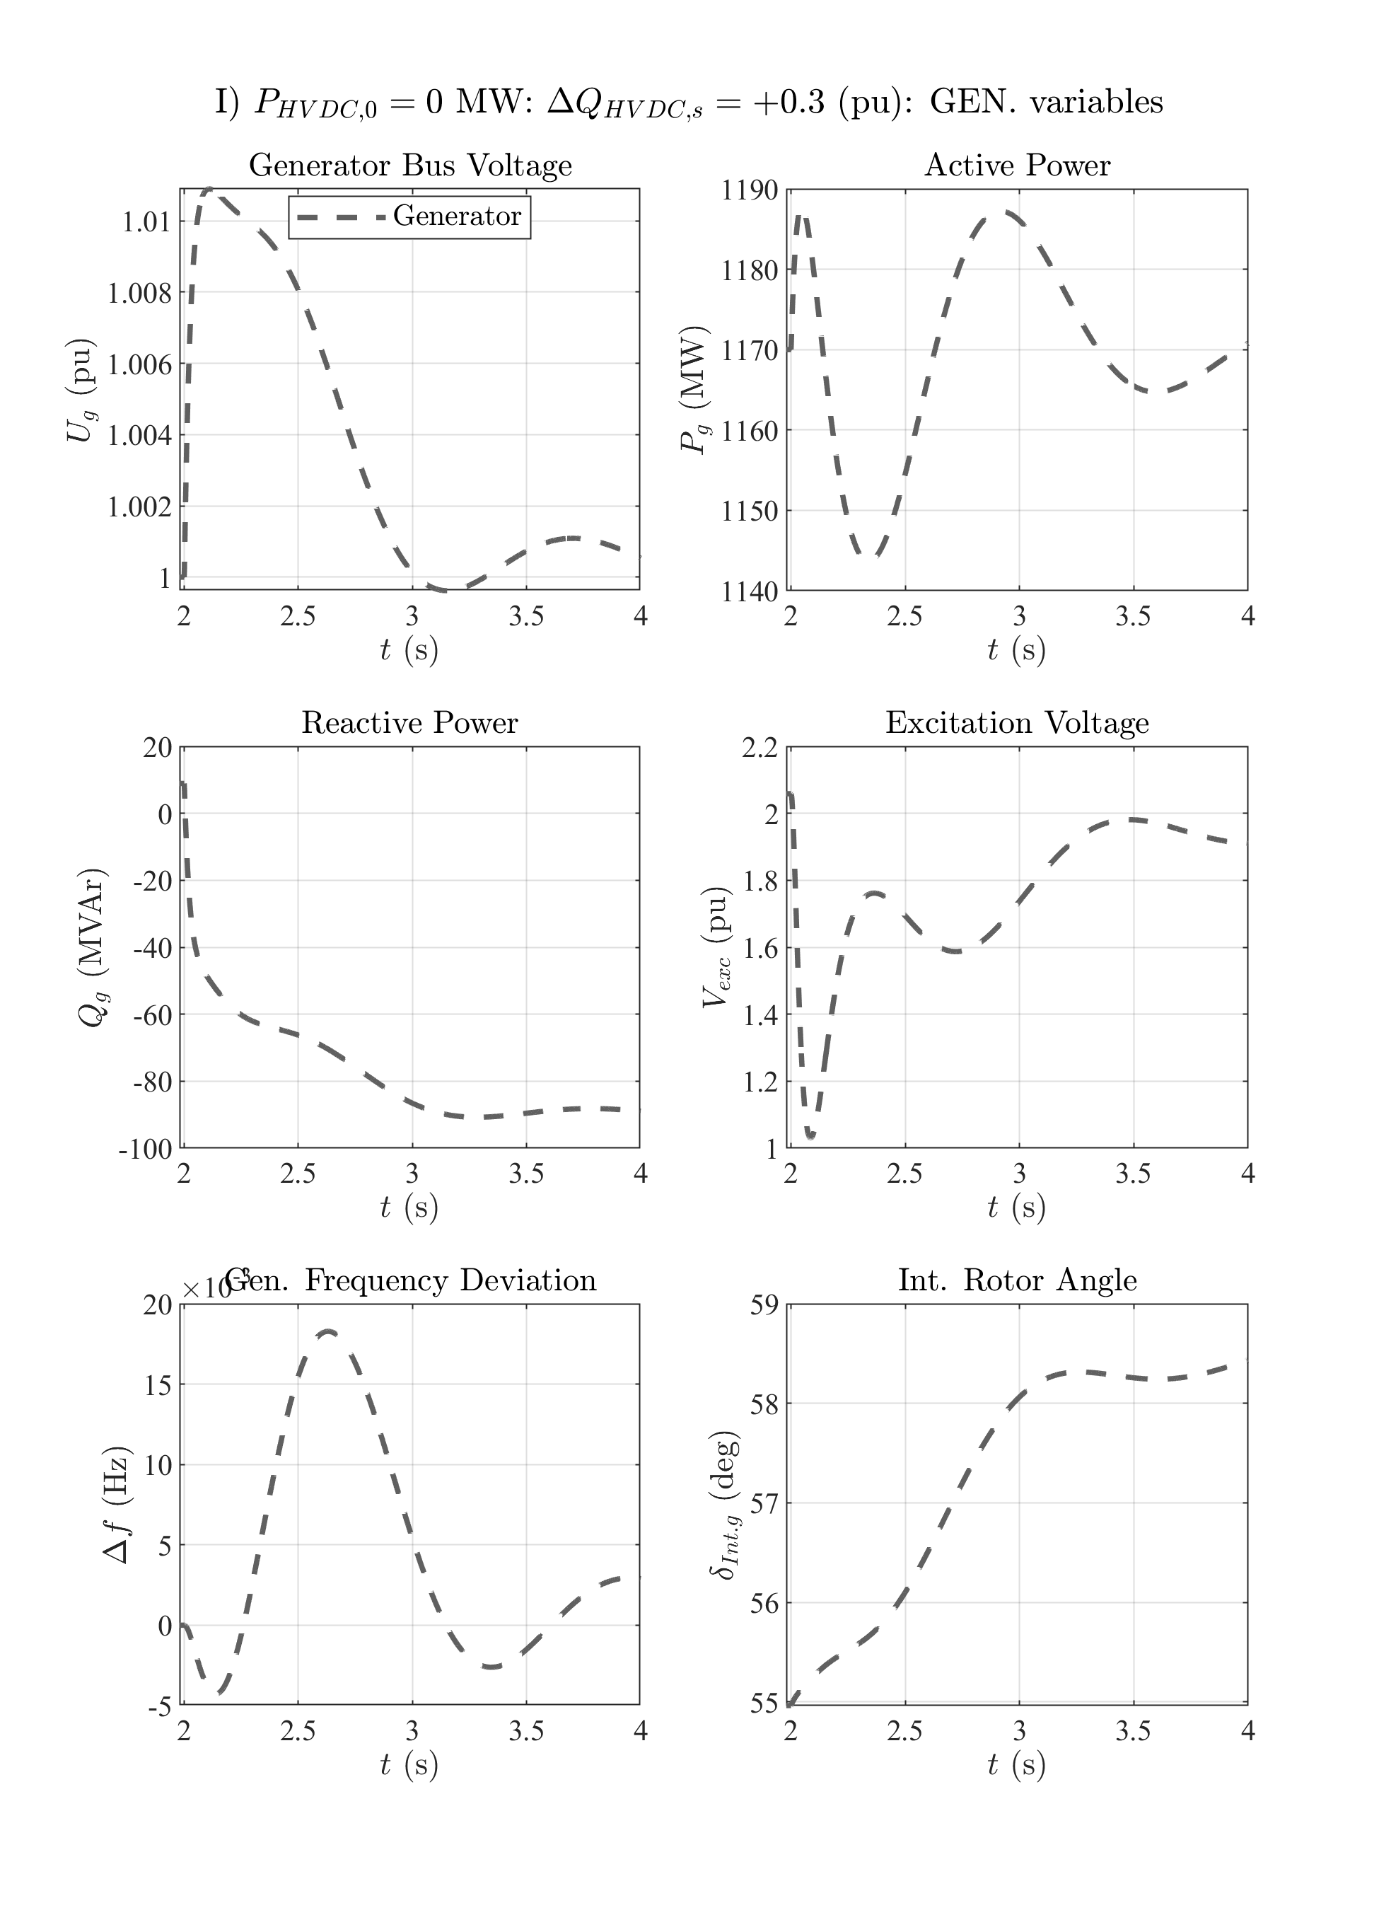 I) P_{HVDC,0} = 0 MW: ΔQ_{HVDC,s} = +0.3 (pu): GEN. variables
Generator Bus Voltage
Generator
1.01
1.008
1.006
1.004
1.002
1
U_g (pu)
2 2.5 3 3.5 4
t (s)
Active Power
1190
1180
1170
1160
1150
1140
P_g (MW)
2 2.5 3 3.5 4
t (s)
Reactive Power
20
0
-20
-40
-60
-80
-100
Q_g (MVAr)
2 2.5 3 3.5 4
t (s)
Excitation Voltage
2.2
2
1.8
1.6
1.4
1.2
1
V_{exc} (pu)
2 2.5 3 3.5 4
t (s)
Gen. Frequency Deviation
×10^{-3}
20
15
10
5
0
-5
Δf (Hz)
2 2.5 3 3.5 4
t (s)
Int. Rotor Angle
59
58
57
56
55
δ_{Int.g} (deg)
2 2.5 3 3.5 4
t (s)